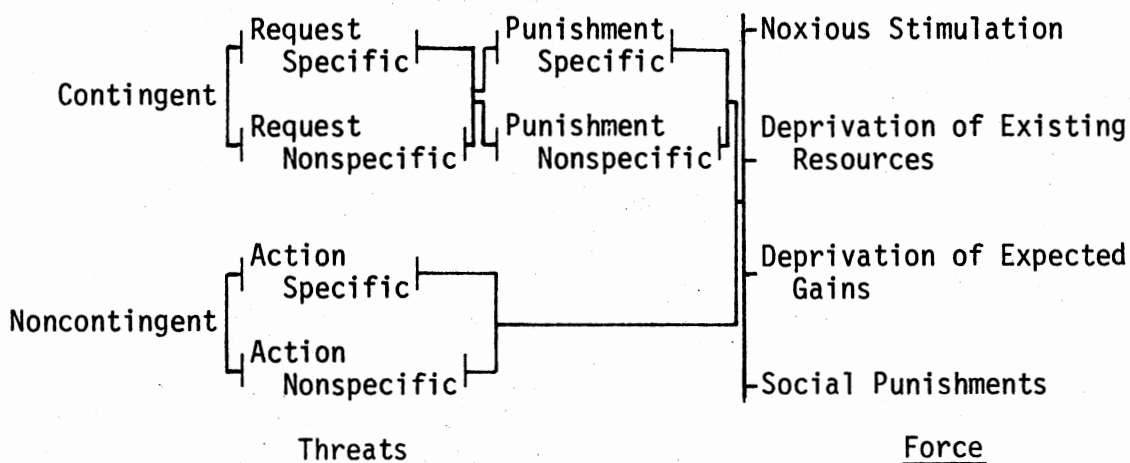 Request
Specific
Punishment
Specific
Noxious Stimulation
Contingent
Request
Nonspecific
Punishment
Nonspecific
Deprivation of Existing
Resources
Action
Specific
Deprivation of Expected
Gains
Noncontingent
Action
Nonspecific
Social Punishments
Threats
Force